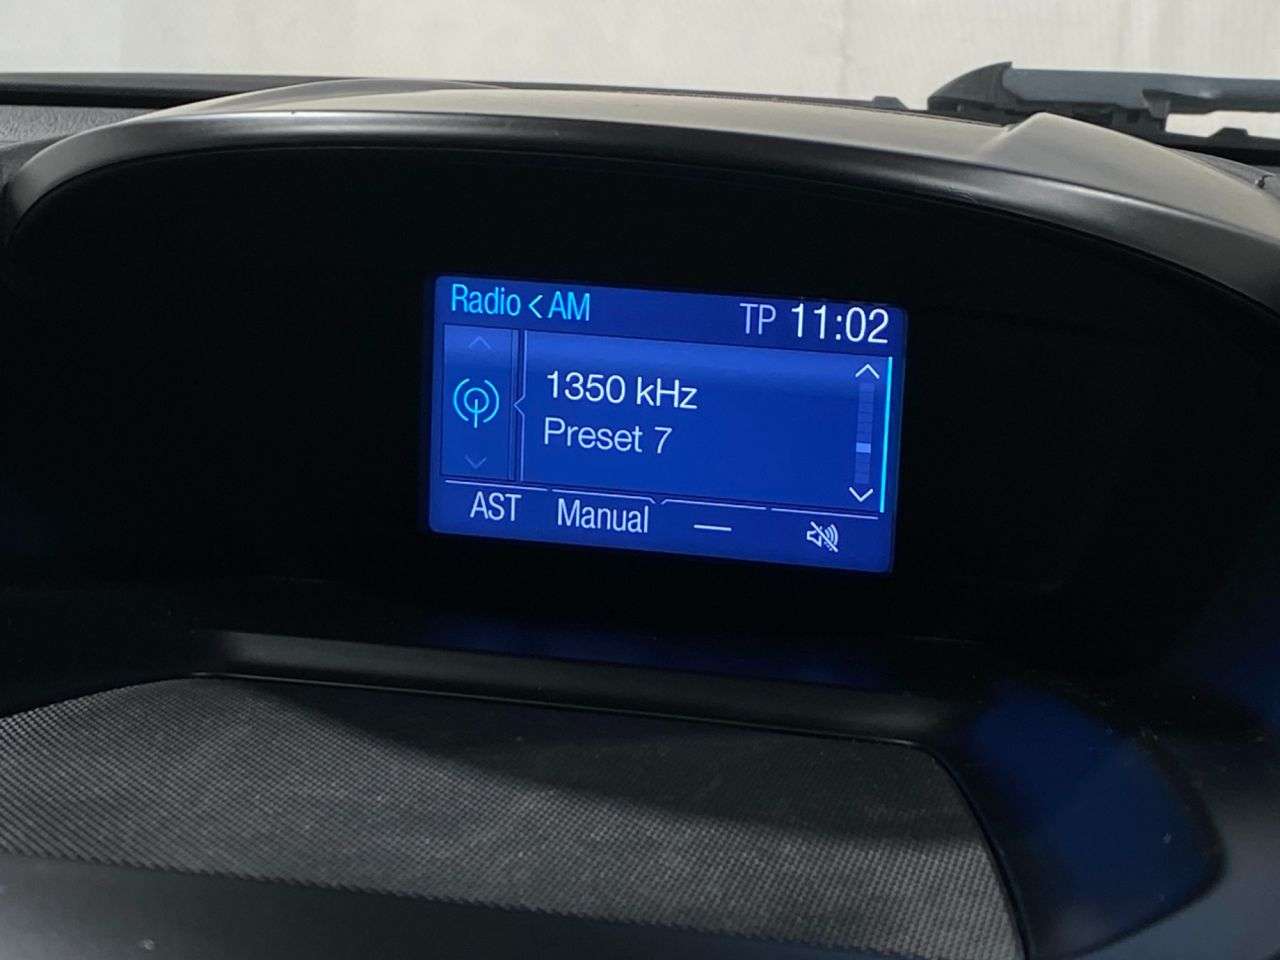 Radio < AM TP 11:02
1350 kHz
Preset 7
AST Manual —